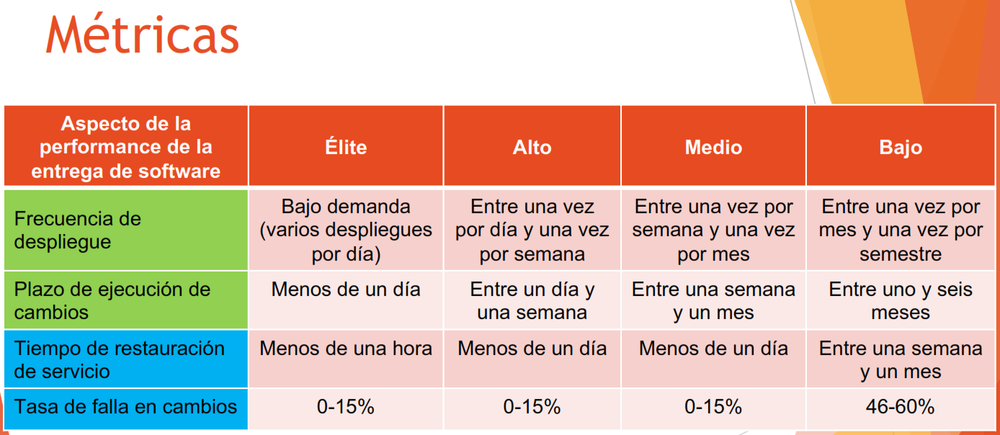 Métricas
Aspecto de la
performance de la
entrega de software
Élite
Alto
Medio
Bajo
Frecuencia de
despliegue
Bajo demanda
(varios despliegues
por día)
Entre una vez
por día y una vez
por semana
Entre una vez por
semana y una vez
por mes
Entre una vez por
mes y una vez por
semestre
Plazo de ejecución de
cambios
Menos de un día
Entre un día y
una semana
Entre una semana
y un mes
Entre uno y seis
meses
Tiempo de restauración
de servicio
Menos de una hora
Menos de un día
Menos de un día
Entre una semana
y un mes
Tasa de falla en cambios
0-15%
0-15%
0-15%
46-60%